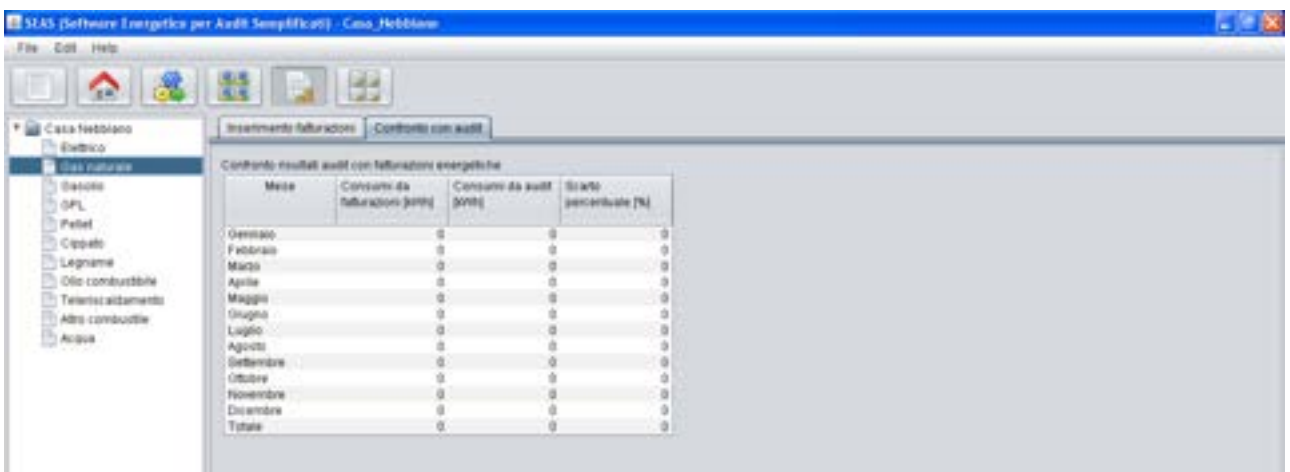 SEAS (Software Energetico per Audit Semplificati) - Casa_Nebbiano
File Edit Help
Casa Nebbiano
Elettrico
Gas naturale
Gasolio
GPL
Pellet
Cippato
Legname
Olio combustibile
Teleriscaldamento
Altro combustibile
Acqua
Inserimento fatturazioni Confronto con audit
Confronto risultati audit con fatturazioni energetiche
Mese Consumi da fatturazioni [kWh] Consumi da audit [kWh] Scarto percentuale [%]
Gennaio 0 0 0
Febbraio 0 0 0
Marzo 0 0 0
Aprile 0 0 0
Maggio 0 0 0
Giugno 0 0 0
Luglio 0 0 0
Agosto 0 0 0
Settembre 0 0 0
Ottobre 0 0 0
Novembre 0 0 0
Dicembre 0 0 0
Totale 0 0 0